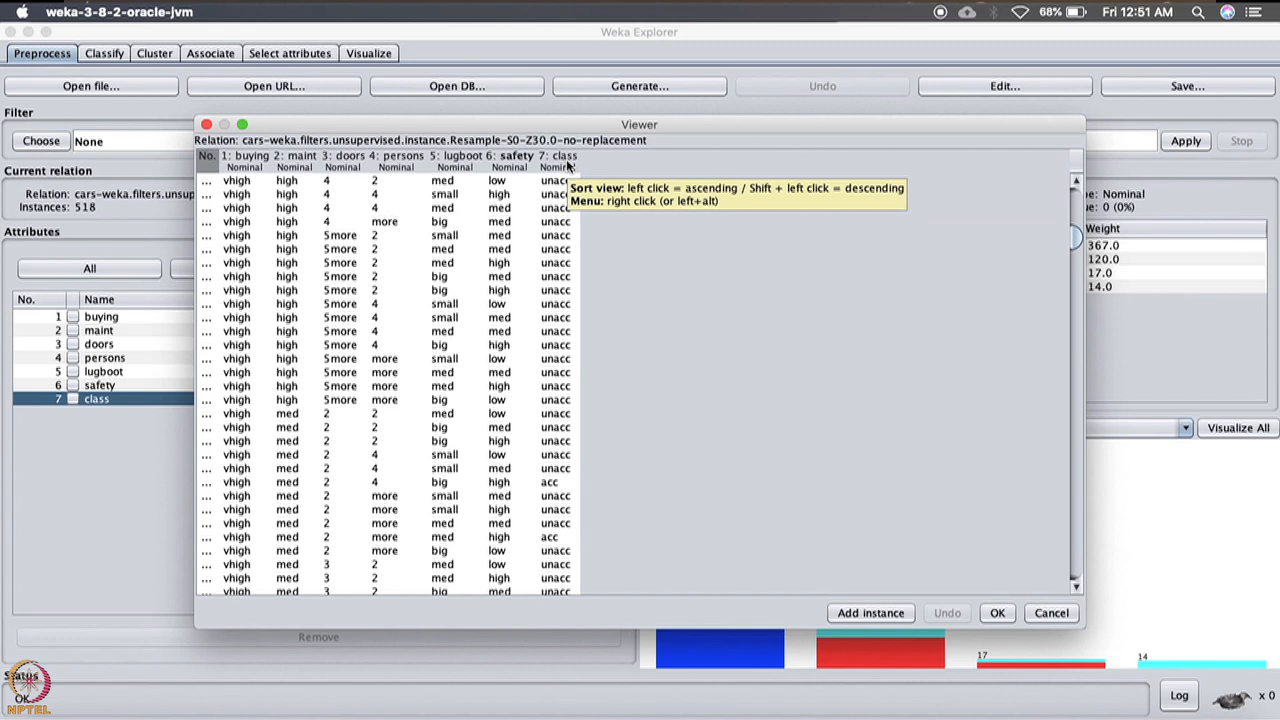 weka-3-8-2-oracle-jvm 68% Fri 12:51 AM
Weka Explorer
Preprocess Classify Cluster Associate Select attributes Visualize
Open file... Open URL... Open DB... Generate... Undo Edit... Save...
Filter
Choose None Apply Stop
Current relation
Relation: cars-weka.filters.unsup
Instances: 518
Attributes
All
No. Name
1 buying
2 maint
3 doors
4 persons
5 lugboot
6 safety
7 class
Remove
Status
OK
NPTEL
Viewer
Relation: cars-weka.filters.unsupervised.instance.Resample-S0-Z30.0-no-replacement
No. 1: buying 2: maint 3: doors 4: persons 5: lugboot 6: safety 7: class
Nominal Nominal Nominal Nominal Nominal Nominal
... vhigh high 4 2 med low unacc
... vhigh high 4 4 small high
... vhigh high 4 4 med med
... vhigh high 4 more big med unacc
... vhigh high 5more 2 small med unacc
... vhigh high 5more 2 med med unacc
... vhigh high 5more 2 med high unacc
... vhigh high 5more 2 big med unacc
... vhigh high 5more 2 big high unacc
... vhigh high 5more 4 small low unacc
... vhigh high 5more 4 small med unacc
... vhigh high 5more 4 med med unacc
... vhigh high 5more 4 big high unacc
... vhigh high 5more more small low unacc
... vhigh high 5more more med med unacc
... vhigh high 5more more med high unacc
... vhigh high 5more more big low unacc
... vhigh med 2 2 med low unacc
... vhigh med 2 2 big med unacc
... vhigh med 2 2 big high unacc
... vhigh med 2 4 small low unacc
... vhigh med 2 4 small med unacc
... vhigh med 2 4 big high acc
... vhigh med 2 more small med unacc
... vhigh med 2 more small high unacc
... vhigh med 2 more med med unacc
... vhigh med 2 more med high acc
... vhigh med 2 more big low unacc
... vhigh med 3 2 med low unacc
... vhigh med 3 2 med high unacc
... vhigh med 3 2 big med unacc
Sort view: left click = ascending / Shift + left click = descending
Menu: right click (or left+alt)
Add instance Undo OK Cancel
e: Nominal
ue: 0 (0%)
Weight
367.0
120.0
17.0
14.0
Visualize All
17 14
Log x 0